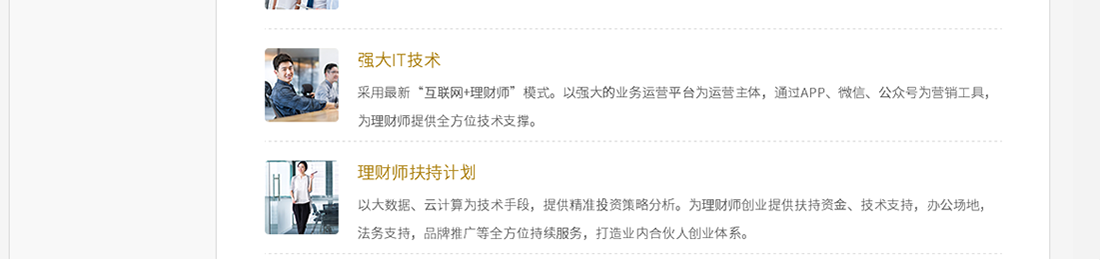 强大IT技术
采用最新“互联网+理财师”模式。以强大的业务运营平台为运营主体，通过APP、微信、公众号为营销工具，
为理财师提供全方位技术支撑。
理财师扶持计划
以大数据、云计算为技术手段，提供精准投资策略分析。为理财师创业提供扶持资金、技术支持，办公场地，
法务支持，品牌推广等全方位持续服务，打造业内合伙人创业体系。